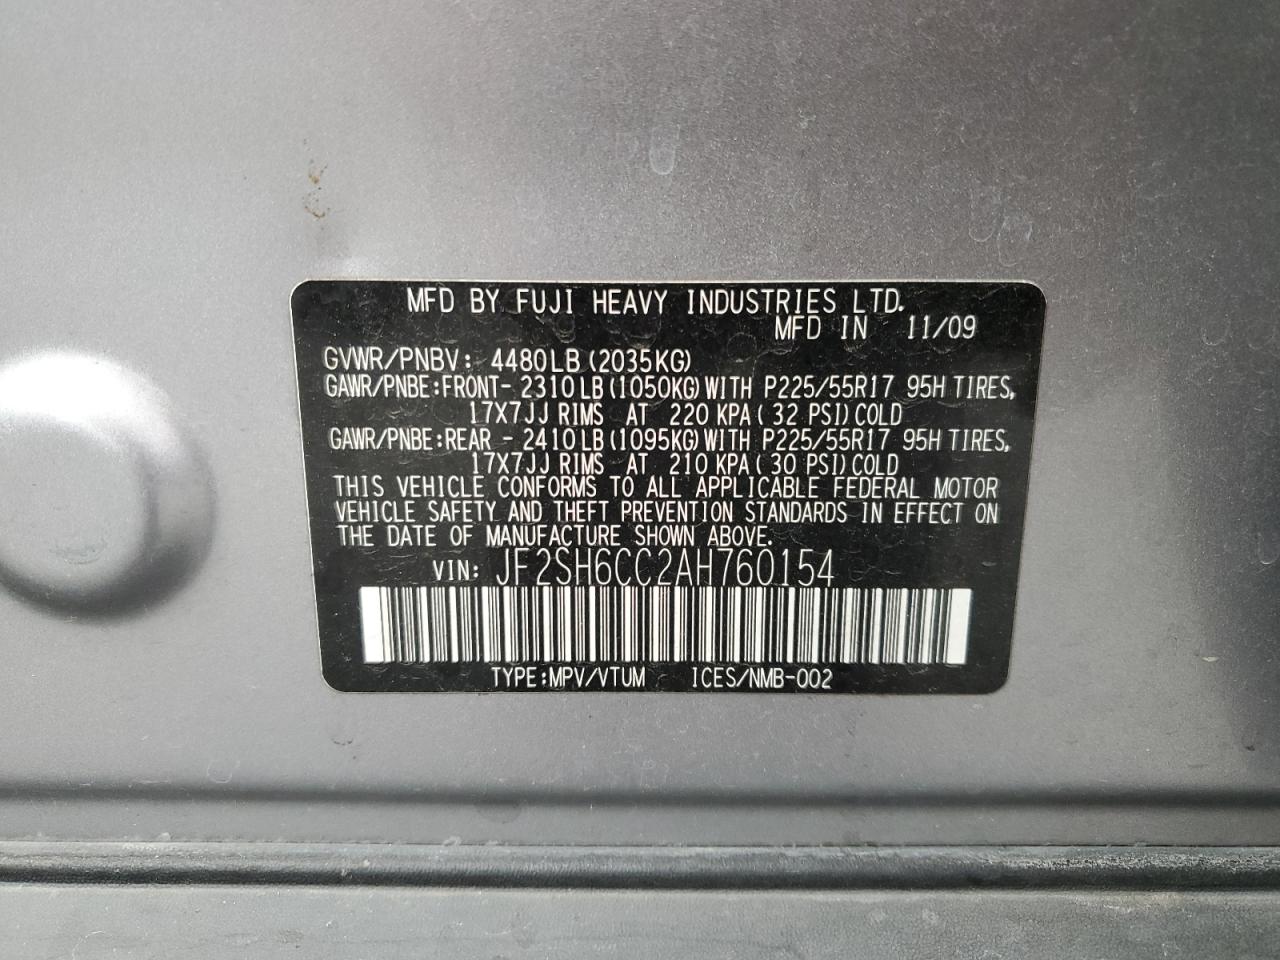 MFD BY FUJI HEAVY INDUSTRIES LTD.
MFD IN 11/09
GVWR/PNBV: 4480LB (2035KG)
GAWR/PNBE:FRONT- 2310LB (1050KG) WITH P225/55R17 95H TIRES,
17X7JJ RIMS AT 220 KPA ( 32 PSI) COLD
GAWR/PNBE:REAR - 2410LB (1095KG) WITH P225/55R17 95H TIRES,
17X7JJ RIMS AT 210 KPA ( 30 PSI) COLD
THIS VEHICLE CONFORMS TO ALL APPLICABLE FEDERAL MOTOR
VEHICLE SAFETY AND THEFT PREVENTION STANDARDS IN EFFECT ON
THE DATE OF MANUFACTURE SHOWN ABOVE.
VIN: JF2SH6CC2AH760154
TYPE:MPV/VTUM ICES/NMB-002